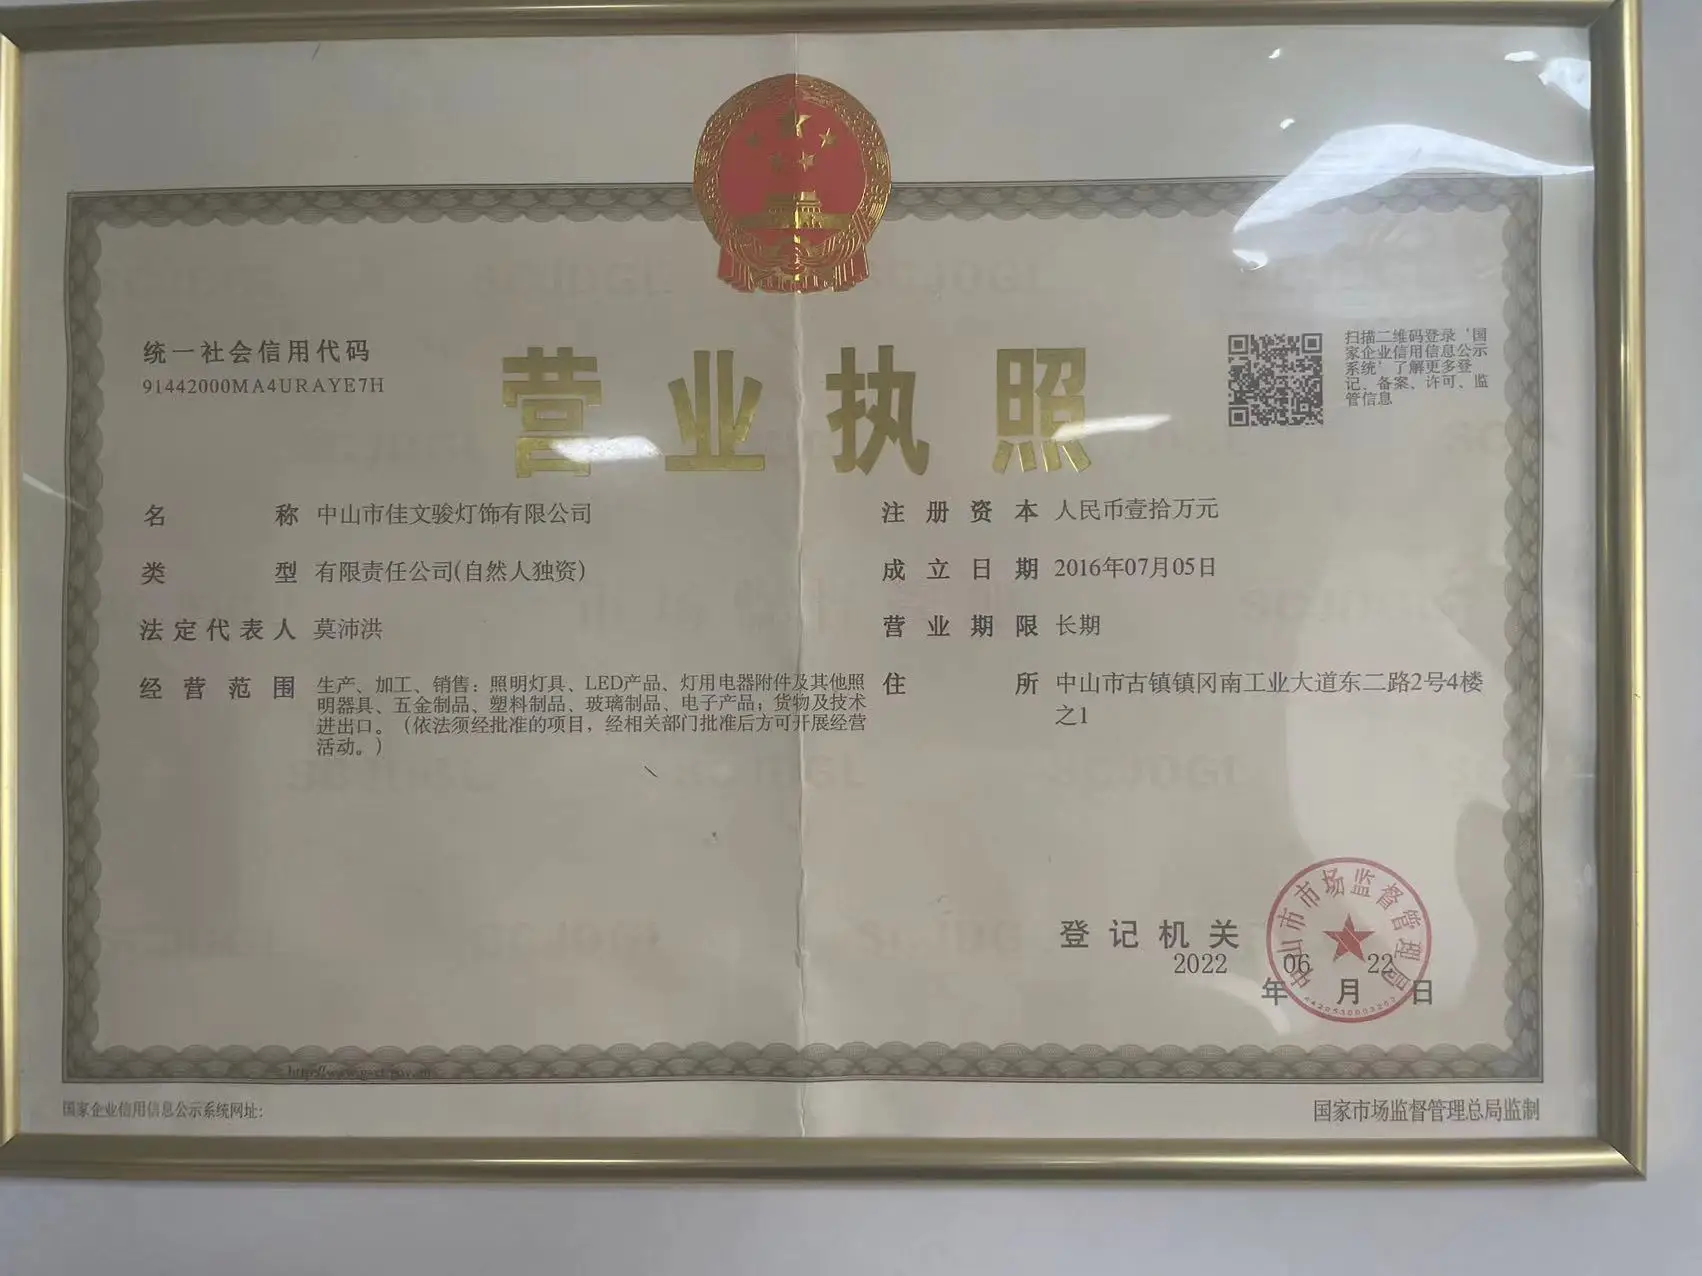 统一社会信用代码
91442000MA4URAYE7H
营业执照
扫描二维码登录‘国
家企业信用信息公示
系统’了解更多登
记、备案、许可、监
管信息
名称 中山市佳文骏灯饰有限公司
类型 有限责任公司(自然人独资)
法定代表人 莫沛洪
经营范围 生产、加工、销售：照明灯具、LED产品、灯用电器附件及其他照
明器具、五金制品、塑料制品、玻璃制品、电子产品；货物及技术
进出口。（依法须经批准的项目，经相关部门批准后方可开展经营
活动。）
注册资本 人民币壹拾万元
成立日期 2016年07月05日
营业期限 长期
住所 中山市古镇镇冈南工业大道东二路2号4楼
之1
登记机关
中山市市场监督管理局
2022 06 22
年 月 日
http://www.gsxt.gov.cn
国家企业信用信息公示系统网址：
国家市场监督管理总局监制